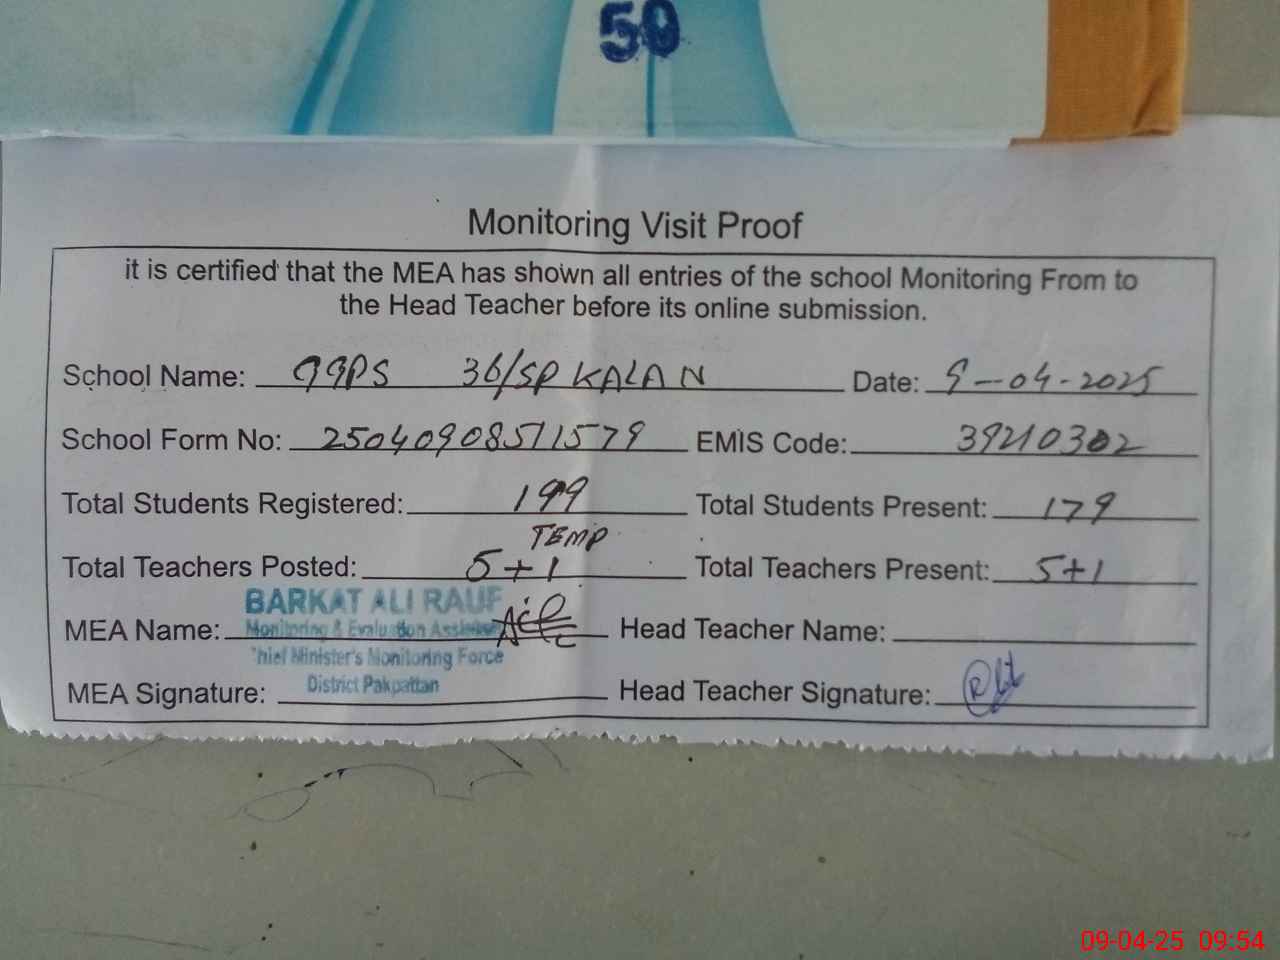 50
Monitoring Visit Proof
it is certified that the MEA has shown all entries of the school Monitoring From to
the Head Teacher before its online submission.
School Name: GGPS 36/SP KALAN Date: 9-04-2025
School Form No: 25040908511579 EMIS Code: 39210302
Total Students Registered: 199 Total Students Present: 179
TEMP
Total Teachers Posted: 5+1 Total Teachers Present: 5+1
BARKAT ALI RAUF
MEA Name: Monitoring & Evaluation Assistant Head Teacher Name:
Chief Minister's Monitoring Force
MEA Signature: District Pakpattan Head Teacher Signature:
09-04-25 09:54